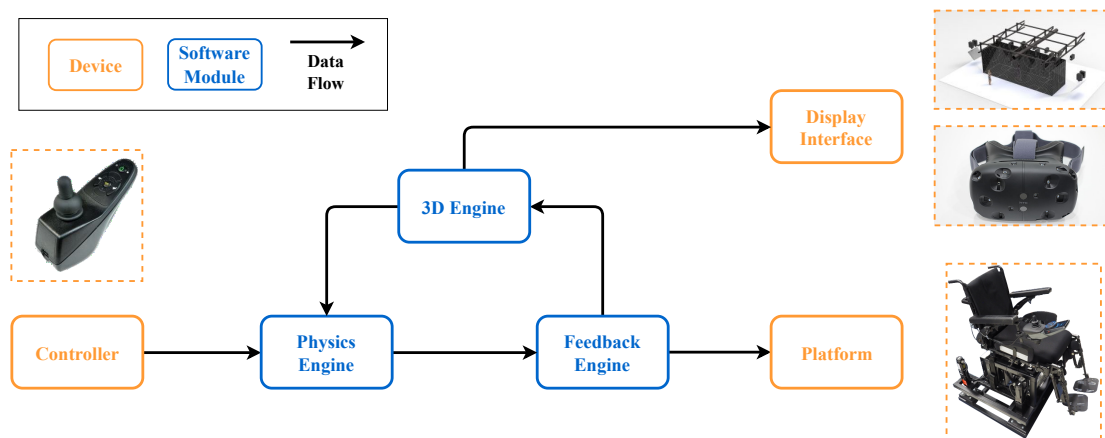 Device
Software
Module
Data
Flow
Display
Interface
3D Engine
Controller
Physics
Engine
Feedback
Engine
Platform